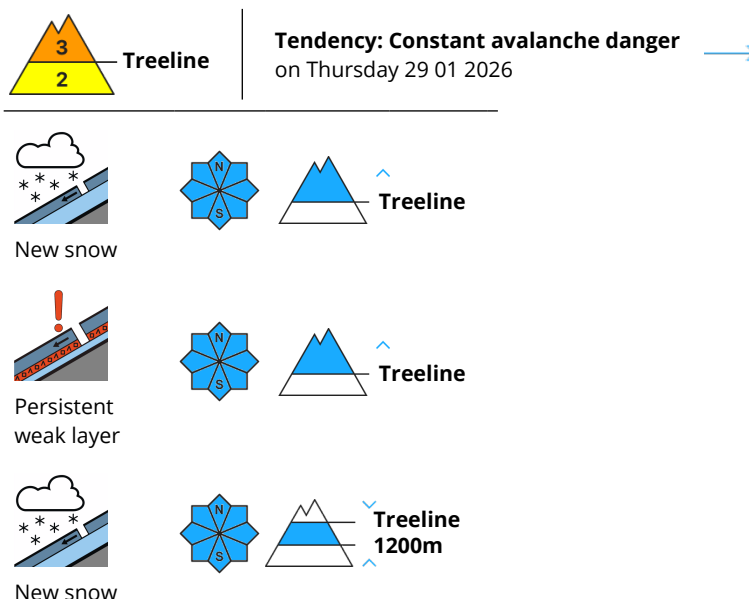 3
2
Treeline
Tendency: Constant avalanche danger
on Thursday 29 01 2026
N
S
Treeline
New snow
N
S
Treeline
Persistent
weak layer
N
S
Treeline
1200m
New snow